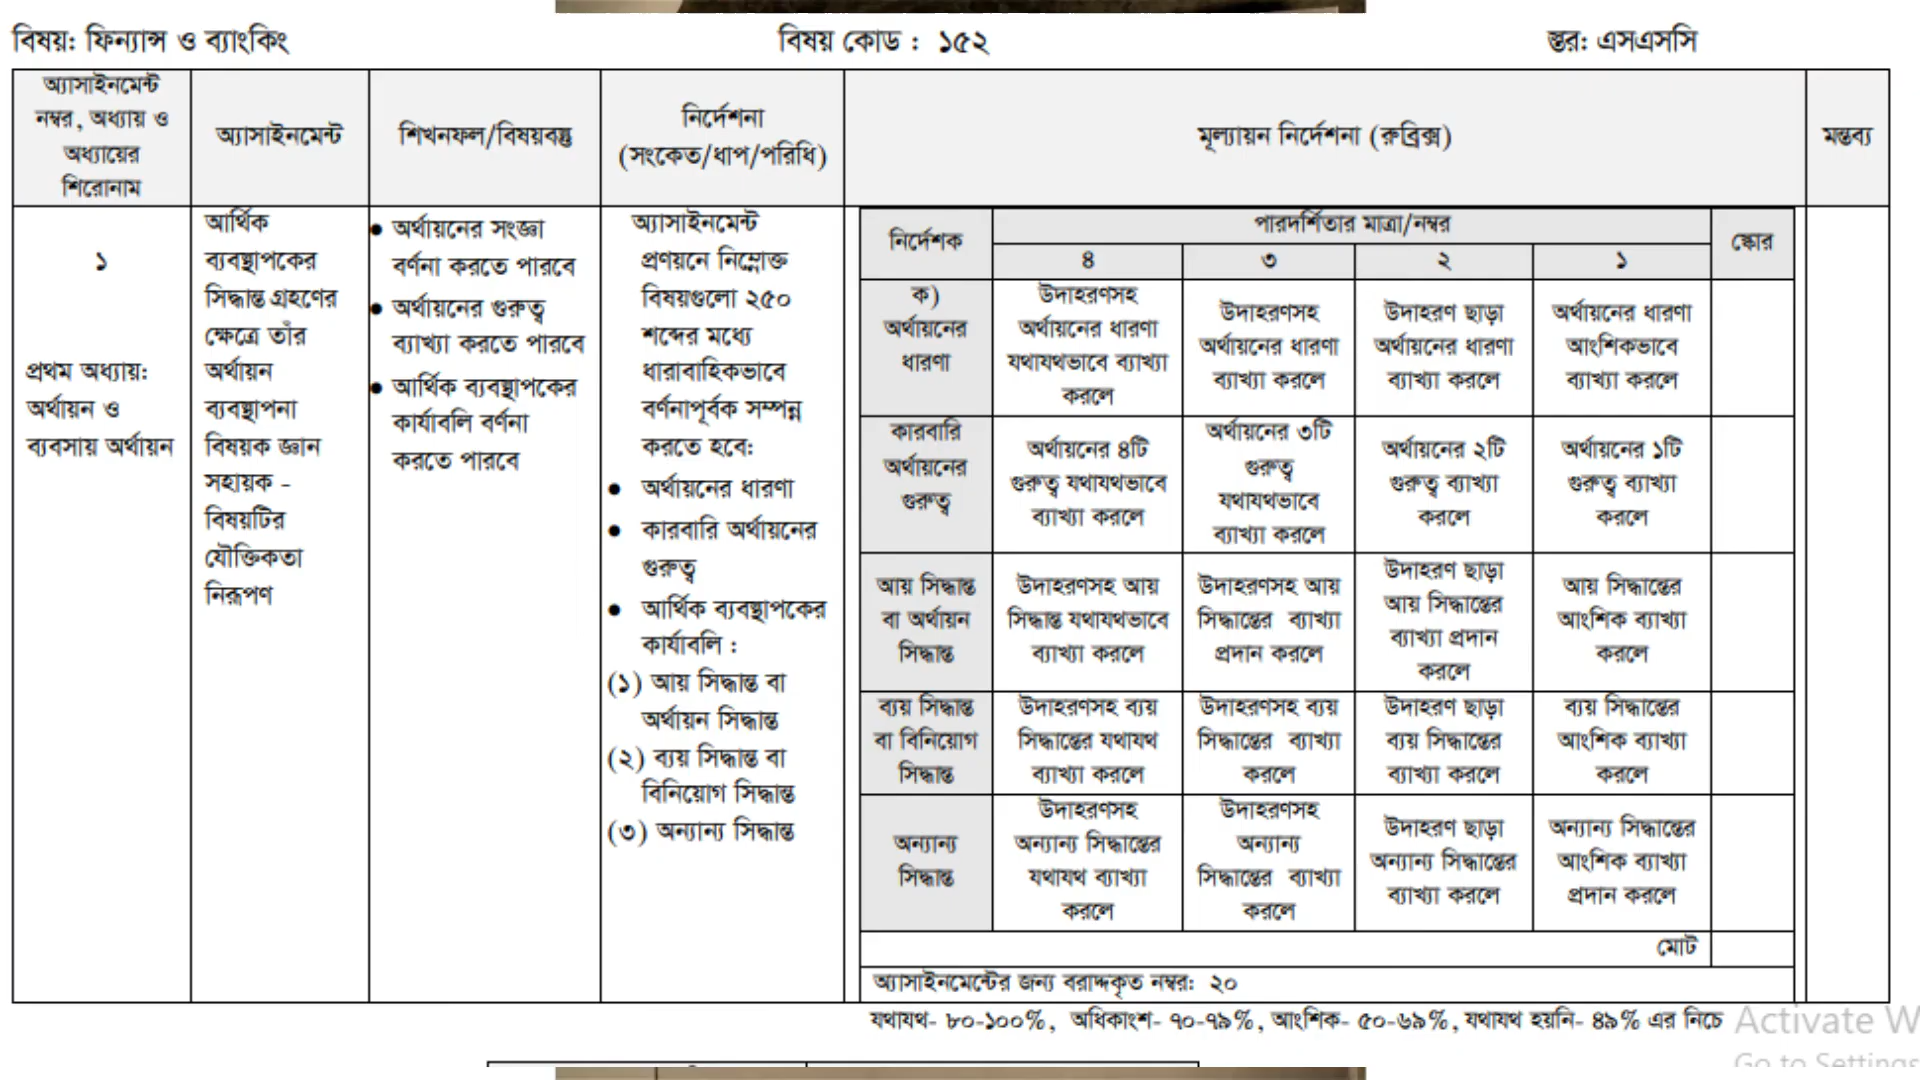 বিষয়: ফিন্যান্স ও ব্যাংকিং
বিষয় কোড : ১৫২
স্তর: এসএসসি
অ্যাসাইনমেন্ট
নম্বর, অধ্যায় ও
অধ্যায়ের
শিরোনাম
অ্যাসাইনমেন্ট
শিখনফল/বিষয়বস্তু
নির্দেশনা
(সংকেত/ধাপ/পরিধি)
মূল্যায়ন নির্দেশনা (রুব্রিক্স)
মন্তব্য
১
প্রথম অধ্যায়:
অর্থায়ন ও
ব্যবসায় অর্থায়ন
আর্থিক
ব্যবস্থাপকের
সিদ্ধান্ত গ্রহণের
ক্ষেত্রে তাঁর
অর্থায়ন
ব্যবস্থাপনা
বিষয়ক জ্ঞান
সহায়ক -
বিষয়টির
যৌক্তিকতা
নিরূপণ
● অর্থায়নের সংজ্ঞা
বর্ণনা করতে পারবে
● অর্থায়নের গুরুত্ব
ব্যাখ্যা করতে পারবে
● আর্থিক ব্যবস্থাপকের
কার্যাবলি বর্ণনা
করতে পারবে
অ্যাসাইনমেন্ট
প্রণয়নে নিম্নোক্ত
বিষয়গুলো ২৫০
শব্দের মধ্যে
ধারাবাহিকভাবে
বর্ণনাপূর্বক সম্পন্ন
করতে হবে:
● অর্থায়নের ধারণা
● কারবারি অর্থায়নের
গুরুত্ব
● আর্থিক ব্যবস্থাপকের
কার্যাবলি :
(১) আয় সিদ্ধান্ত বা
অর্থায়ন সিদ্ধান্ত
(২) ব্যয় সিদ্ধান্ত বা
বিনিয়োগ সিদ্ধান্ত
(৩) অন্যান্য সিদ্ধান্ত
নির্দেশক
পারদর্শিতার মাত্রা/নম্বর
স্কোর
৪
৩
২
১
ক)
অর্থায়নের
ধারণা
উদাহরণসহ
অর্থায়নের ধারণা
যথাযথভাবে ব্যাখ্যা
করলে
উদাহরণসহ
অর্থায়নের ধারণা
ব্যাখ্যা করলে
উদাহরণ ছাড়া
অর্থায়নের ধারণা
ব্যাখ্যা করলে
অর্থায়নের ধারণা
আংশিকভাবে
ব্যাখ্যা করলে
কারবারি
অর্থায়নের
গুরুত্ব
অর্থায়নের ৪টি
গুরুত্ব যথাযথভাবে
ব্যাখ্যা করলে
অর্থায়নের ৩টি
গুরুত্ব
যথাযথভাবে
ব্যাখ্যা করলে
অর্থায়নের ২টি
গুরুত্ব ব্যাখ্যা
করলে
অর্থায়নের ১টি
গুরুত্ব ব্যাখ্যা
করলে
আয় সিদ্ধান্ত
বা অর্থায়ন
সিদ্ধান্ত
উদাহরণসহ আয়
সিদ্ধান্ত যথাযথভাবে
ব্যাখ্যা করলে
উদাহরণসহ আয়
সিদ্ধান্তের ব্যাখ্যা
প্রদান করলে
উদাহরণ ছাড়া
আয় সিদ্ধান্তের
ব্যাখ্যা প্রদান
করলে
আয় সিদ্ধান্তের
আংশিক ব্যাখ্যা
করলে
ব্যয় সিদ্ধান্ত
বা বিনিয়োগ
সিদ্ধান্ত
উদাহরণসহ ব্যয়
সিদ্ধান্তের যথাযথ
ব্যাখ্যা করলে
উদাহরণসহ ব্যয়
সিদ্ধান্তের ব্যাখ্যা
করলে
উদাহরণ ছাড়া
ব্যয় সিদ্ধান্তের
ব্যাখ্যা করলে
ব্যয় সিদ্ধান্তের
আংশিক ব্যাখ্যা
করলে
অন্যান্য
সিদ্ধান্ত
উদাহরণসহ
অন্যান্য সিদ্ধান্তের
যথাযথ ব্যাখ্যা
করলে
উদাহরণসহ
অন্যান্য
সিদ্ধান্তের ব্যাখ্যা
করলে
উদাহরণ ছাড়া
অন্যান্য সিদ্ধান্তের
ব্যাখ্যা করলে
অন্যান্য সিদ্ধান্তের
আংশিক ব্যাখ্যা
প্রদান করলে
মোট
অ্যাসাইনমেন্টের জন্য বরাদ্দকৃত নম্বর: ২০
যথাযথ- ৮০-১০০%, অধিকাংশ- ৭০-৭৯%, আংশিক- ৫০-৬৯%, যথাযথ হয়নি- ৪৯% এর নিচে
Activate W
Go to Settings